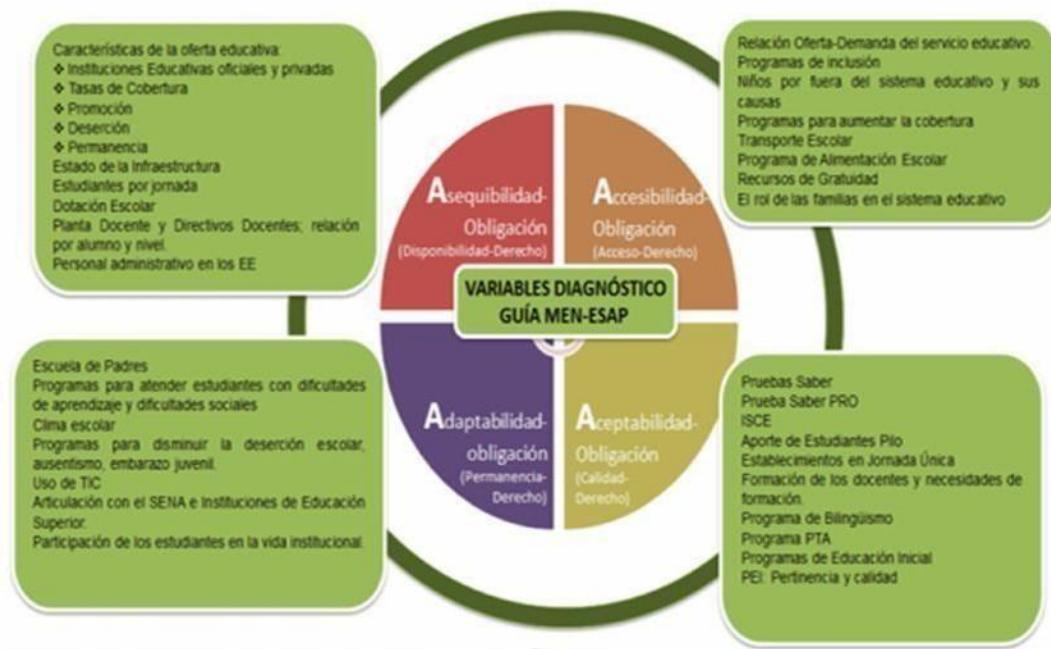 Características de la oferta educativa:
❖ Instituciones Educativas oficiales y privadas
❖ Tasas de Cobertura
❖ Promoción
❖ Deserción
❖ Permanencia
Estado de la Infraestructura
Estudiantes por jornada
Dotación Escolar
Planta Docente y Directivos Docentes; relación
por alumno y nivel.
Personal administrativo en los EE
Relación Oferta-Demanda del servicio educativo.
Programas de inclusión
Niños por fuera del sistema educativo y sus
causas
Programas para aumentar la cobertura
Transporte Escolar
Programa de Alimentación Escolar
Recursos de Gratuidad
El rol de las familias en el sistema educativo
Asequibilidad-
Obligación
(Disponibilidad-Derecho)
Accesibilidad-
Obligación
(Acceso-Derecho)
VARIABLES DIAGNÓSTICO
GUÍA MEN-ESAP
Adaptabilidad-
obligación
(Permanencia-
Derecho)
Aceptabilidad-
Obligación
(Calidad-
Derecho)
Escuela de Padres
Programas para atender estudiantes con dificultades
de aprendizaje y dificultades sociales
Clima escolar
Programas para disminuir la deserción escolar,
ausentismo, embarazo juvenil.
Uso de TIC
Articulación con el SENA e Instituciones de Educación
Superior.
Participación de los estudiantes en la vida institucional.
Pruebas Saber
Prueba Saber PRO
ISCE
Aporte de Estudiantes Pilo
Establecimientos en Jornada Única
Formación de los docentes y necesidades de
formación.
Programa de Bilingüismo
Programa PTA
Programas de Educación Inicial
PEI: Pertinencia y calidad